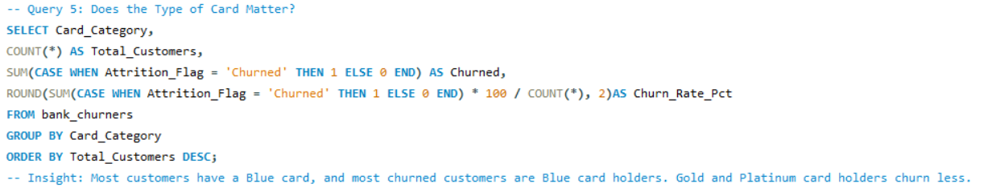 -- Query 5: Does the Type of Card Matter?
SELECT Card_Category,
COUNT(*) AS Total_Customers,
SUM(CASE WHEN Attrition_Flag = 'Churned' THEN 1 ELSE 0 END) AS Churned,
ROUND(SUM(CASE WHEN Attrition_Flag = 'Churned' THEN 1 ELSE 0 END) * 100 / COUNT(*), 2)AS Churn_Rate_Pct
FROM bank_churners
GROUP BY Card_Category
ORDER BY Total_Customers DESC;
-- Insight: Most customers have a Blue card, and most churned customers are Blue card holders. Gold and Platinum card holders churn less.